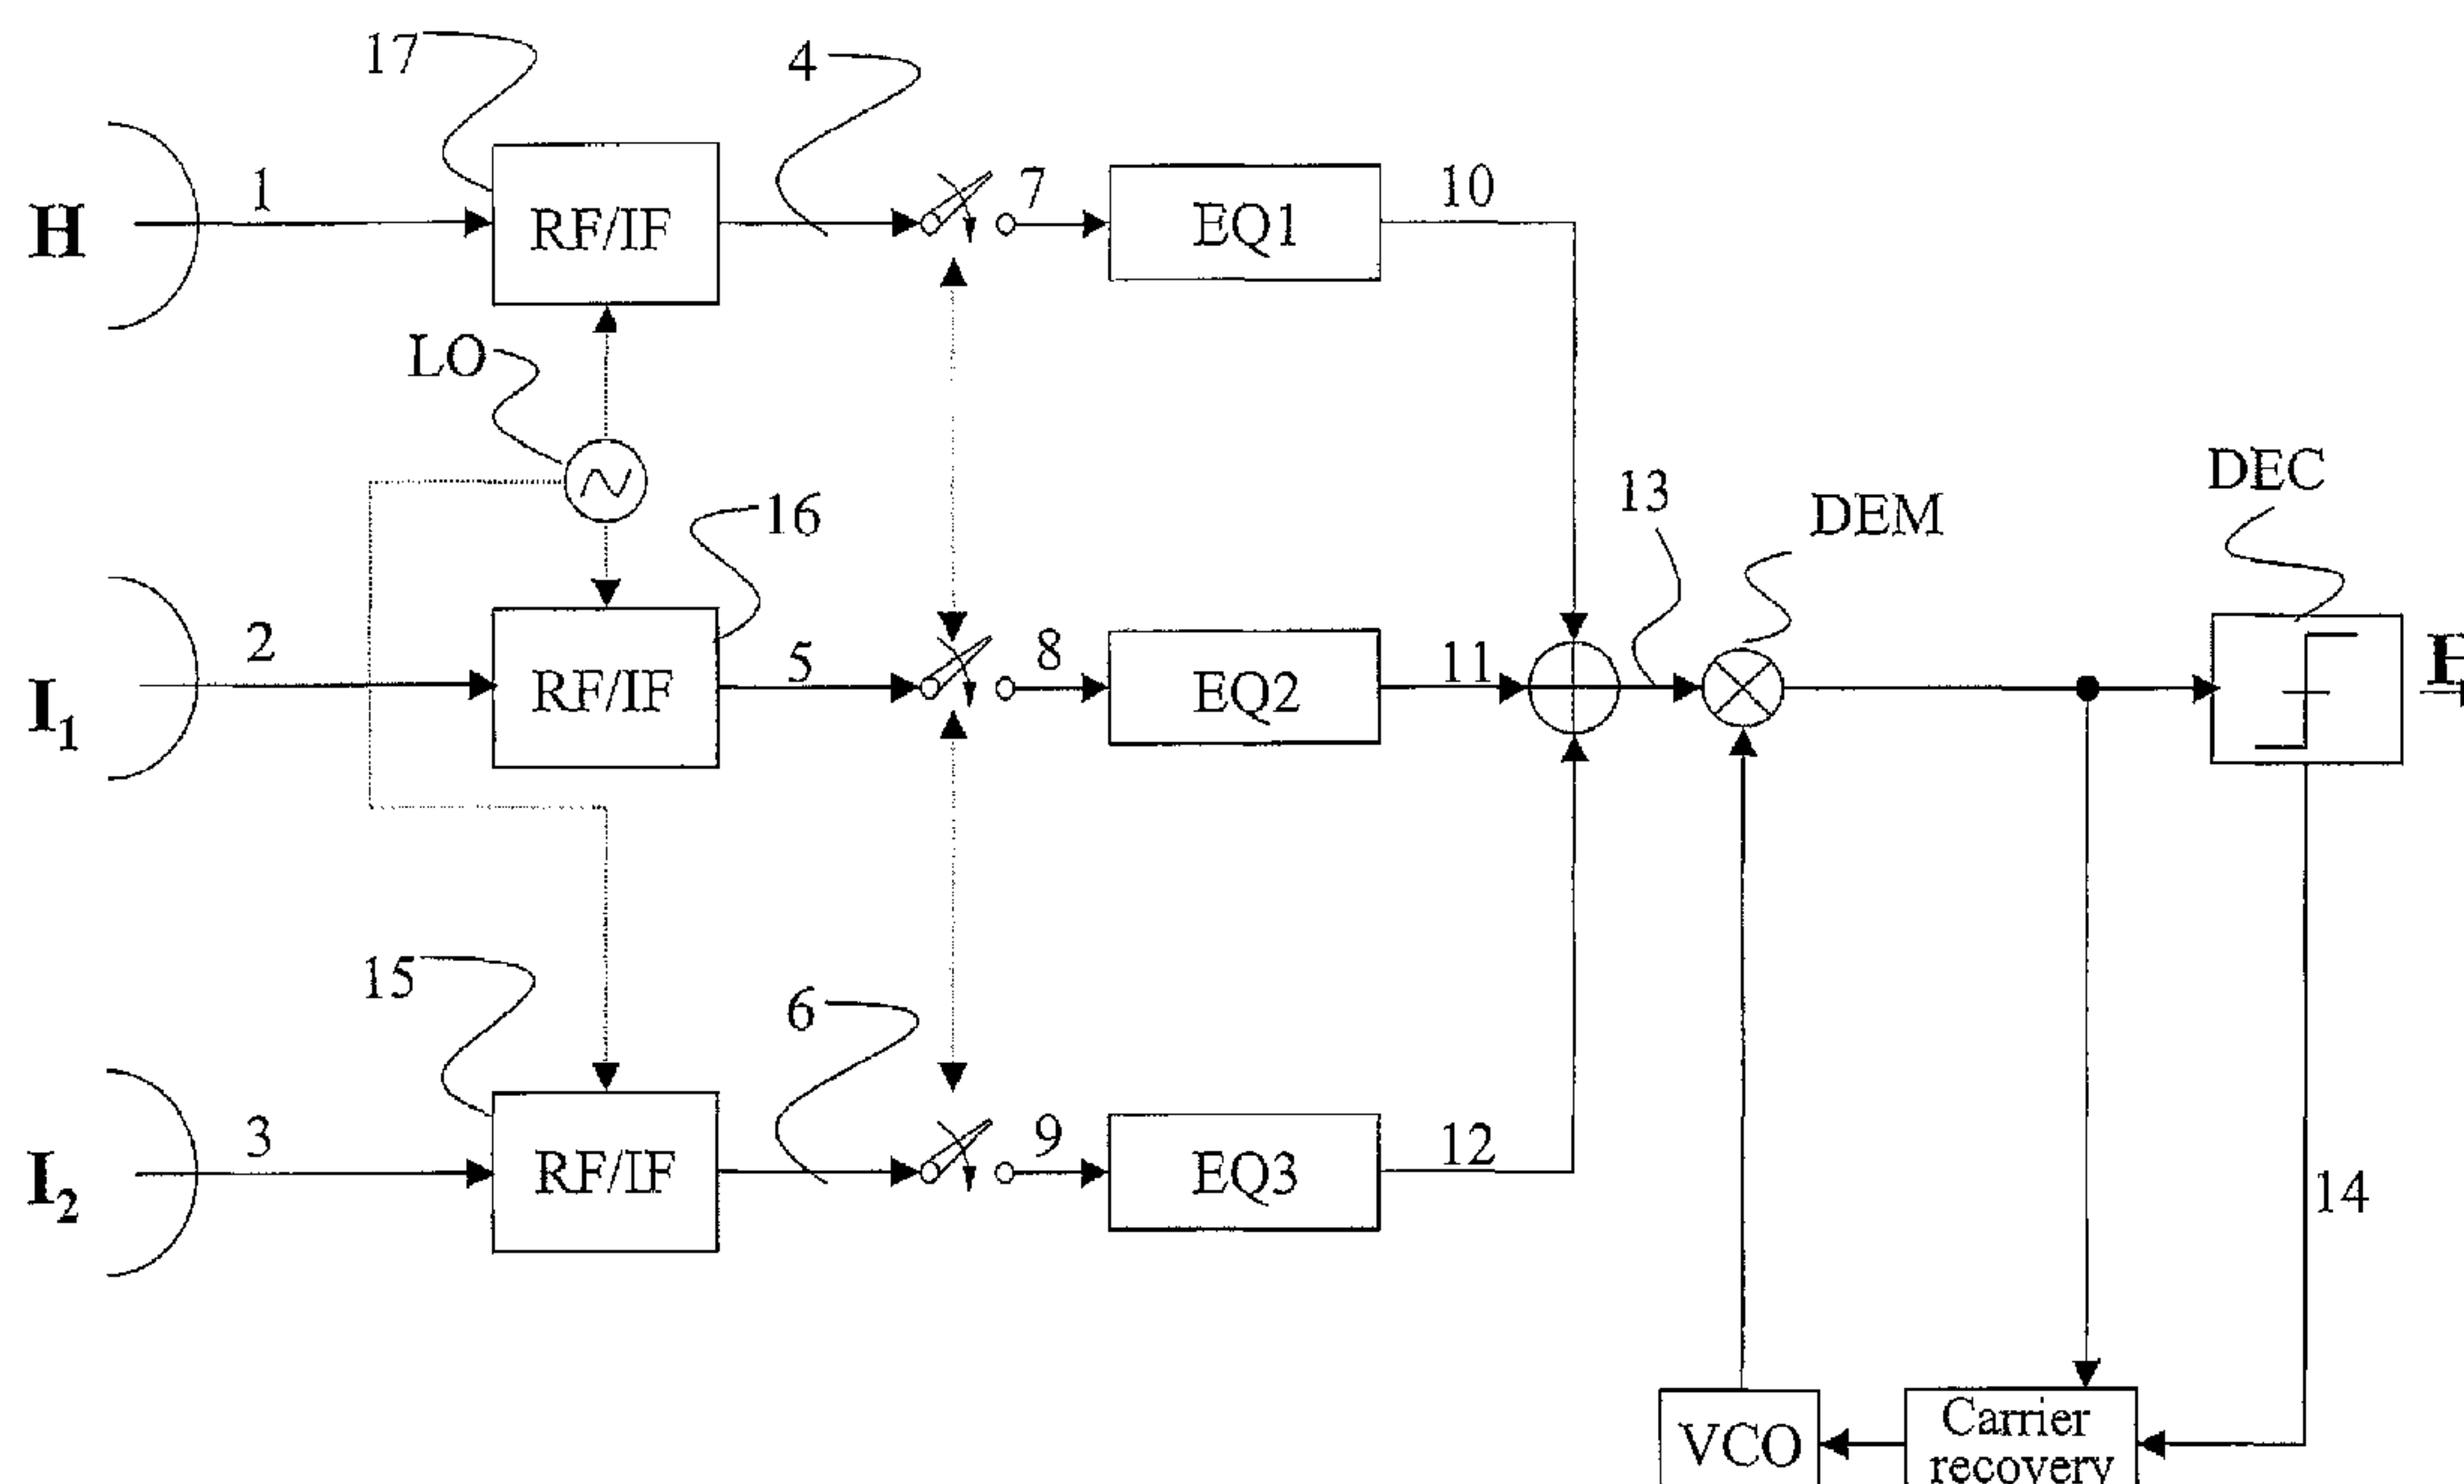 17
4
H
1
RF/IF
7
EQ1
10
LO
16
13
DEM
DEC
I₁
2
RF/IF
5
8
EQ2
11
15
6
I₂
3
RF/IF
9
EQ3
12
14
VCO
Carrier
recovery